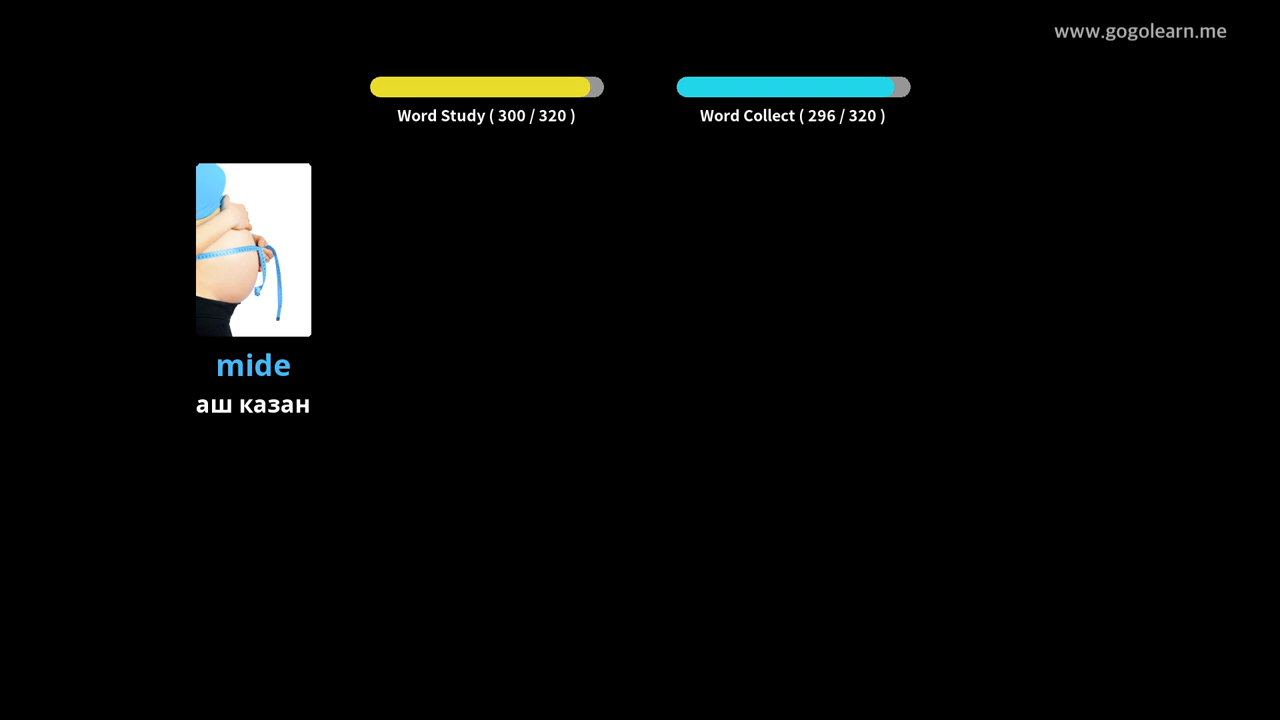 www.gogolearn.me
Word Study ( 300 / 320 )
Word Collect ( 296 / 320 )
mide
аш казан